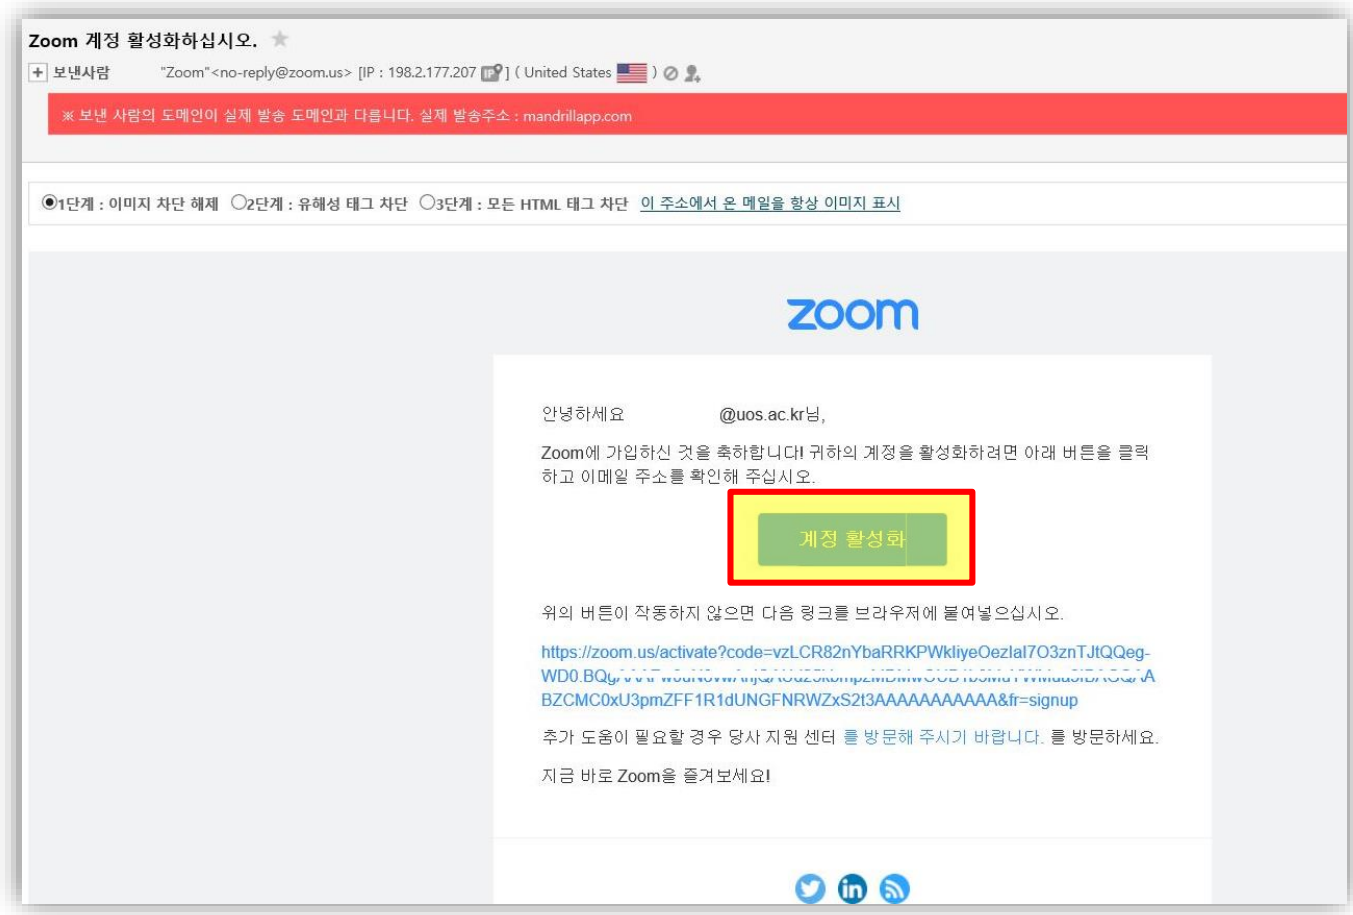 Zoom 계정 활성화하십시오.
보낸사람 "Zoom"<no-reply@zoom.us> [IP : 198.2.177.207 IP ] ( United States )
※ 보낸 사람의 도메인이 실제 발송 도메인과 다릅니다. 실제 발송주소 : mandrillapp.com
1단계 : 이미지 차단 해제 2단계 : 유해성 태그 차단 3단계 : 모든 HTML 태그 차단 이 주소에서 온 메일을 항상 이미지 표시
zoom
안녕하세요 @uos.ac.kr님,
Zoom에 가입하신 것을 축하합니다! 귀하의 계정을 활성화하려면 아래 버튼을 클릭
하고 이메일 주소를 확인해 주십시오.
계정 활성화
위의 버튼이 작동하지 않으면 다음 링크를 브라우저에 붙여넣으십시오.
https://zoom.us/activate?code=vzLCR82nYbaRRKPWkliyeOezIaI7O3znTJtQQeg-
WD0.BQg
BZCMC0xU3pmZFF1R1dUNGFNRWZxS2t3AAAAAAAAAAA&fr=signup
추가 도움이 필요할 경우 당사 지원 센터 를 방문해 주시기 바랍니다. 를 방문하세요.
지금 바로 Zoom을 즐겨보세요!
in